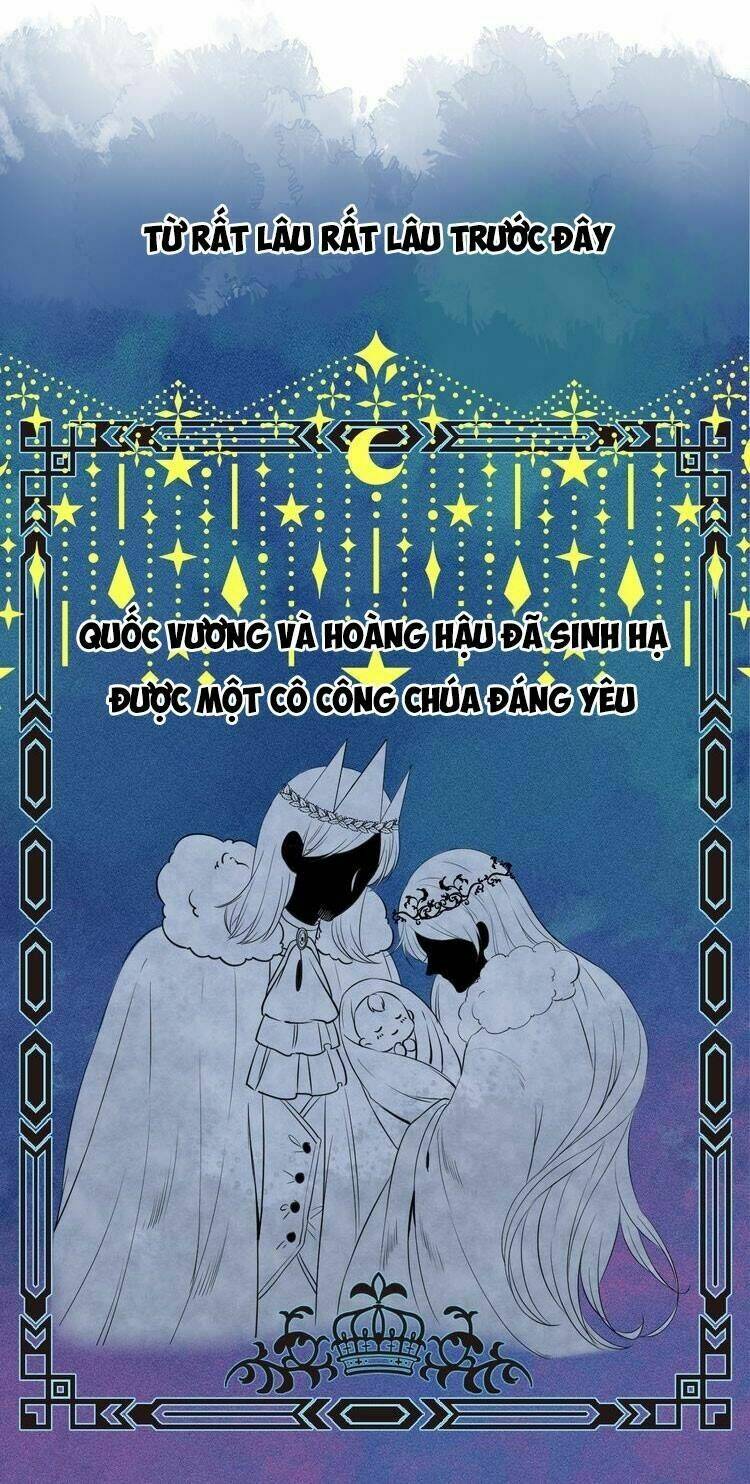 TỪ RẤT LÂU RẤT LÂU TRƯỚC ĐÂY
QUỐC VƯƠNG VÀ HOÀNG HẬU ĐÃ SINH HẠ
ĐƯỢC MỘT CÔ CÔNG CHÚA ĐÁNG YÊU